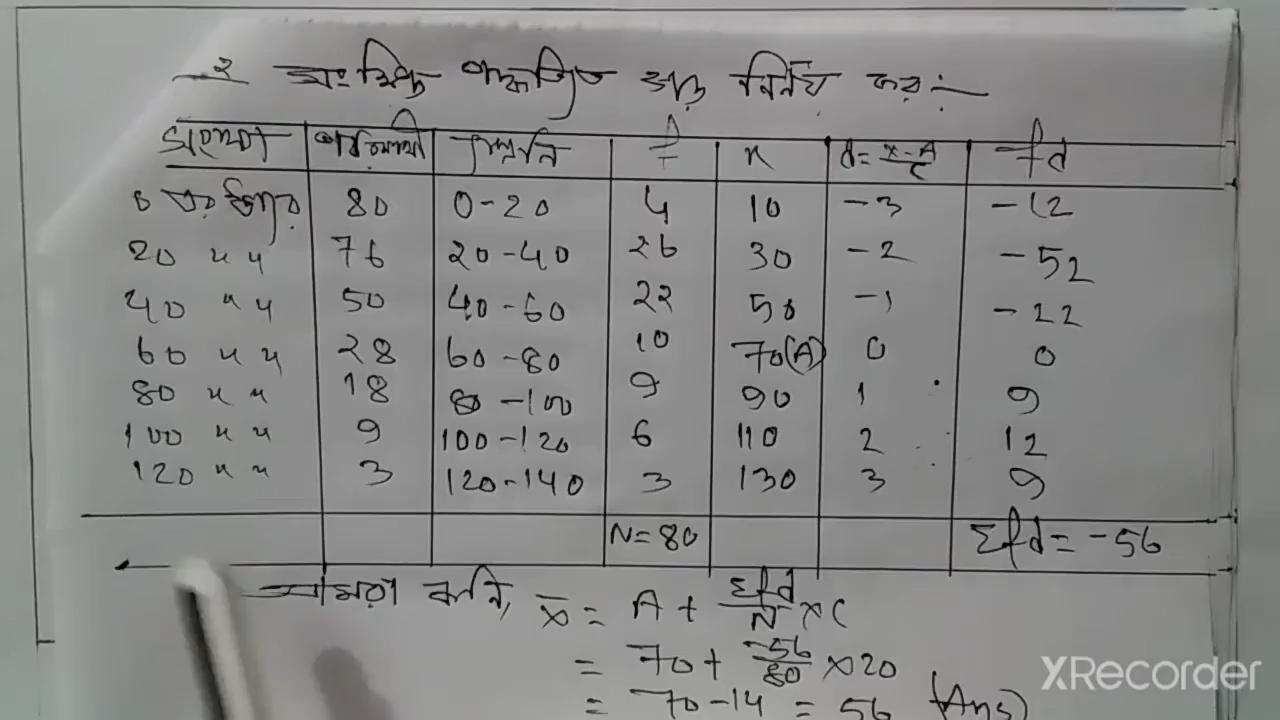 ২ সংক্ষিপ্ত পদ্ধতিতে গড় নির্ণয় কর :-
f x d = x - A / c fd
0 এর উপরে 80 0-20 4 10 -3 -12
20 " " 76 20-40 26 30 -2 -52
40 " " 50 40-60 22 50 -1 -22
60 " " 28 60-80 10 70(A) 0 0
80 " " 18 80-100 9 90 1 9
100 " " 9 100-120 6 110 2 12
120 " " 3 120-140 3 130 3 9
N=80 Σfd = -56
আমরা জানি, x̄ = A + Σfd / N × C
= 70 + -56 / 80 × 20
= 70-14 = 56 (Ans)
XRecorder